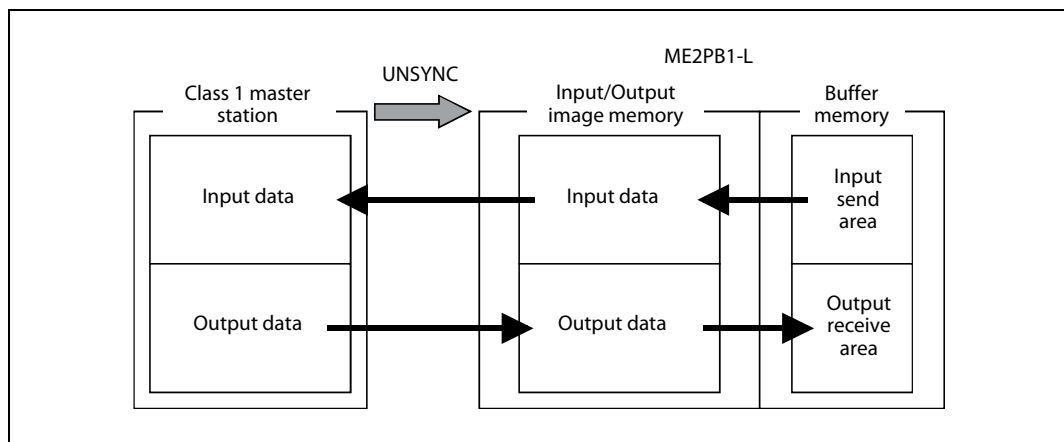 ME2PB1-L
UNSYNC
Class 1 master
station
Input/Output
image memory
Buffer
memory
Input data
Input data
Input
send
area
Output data
Output data
Output
receive
area